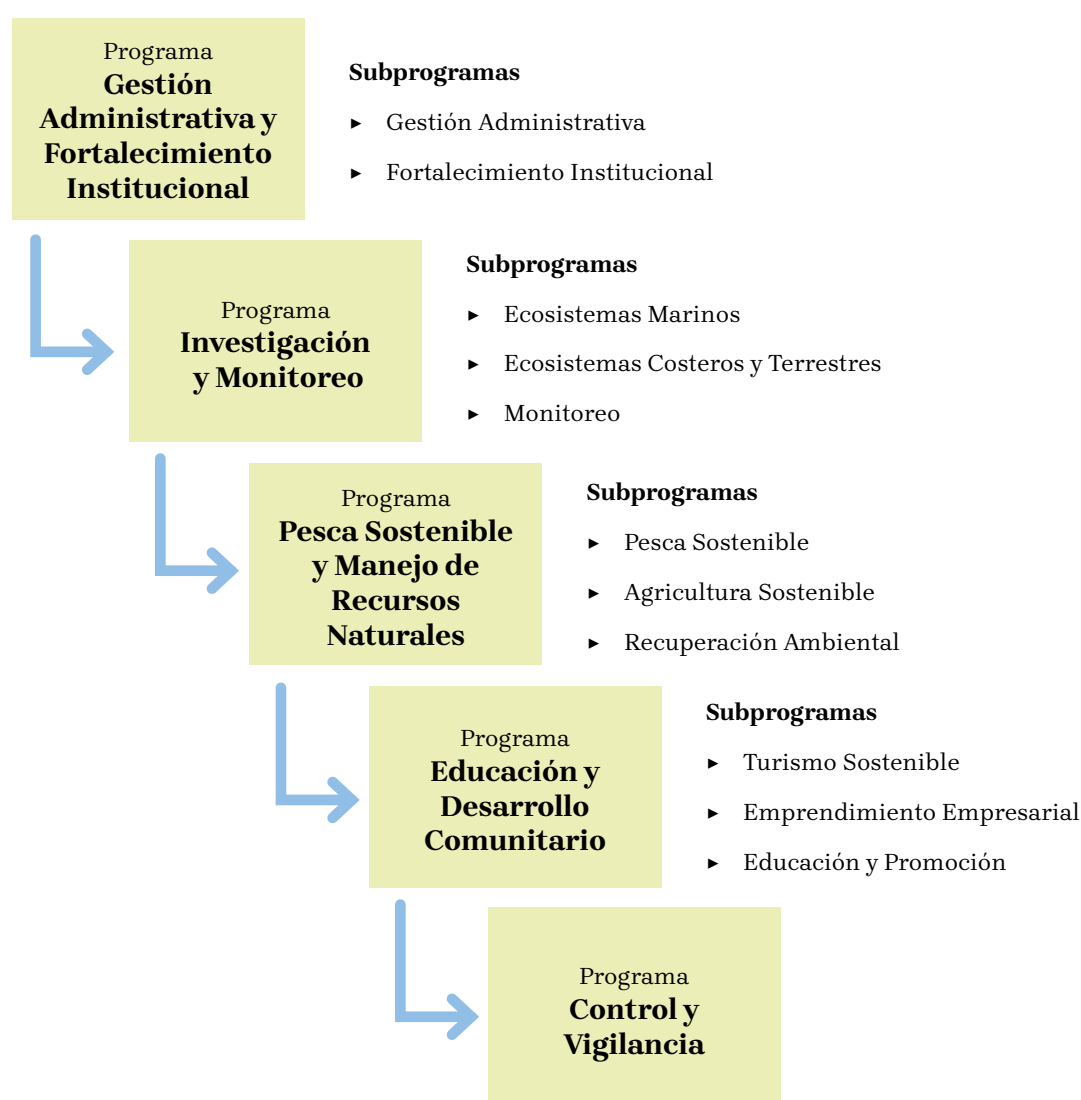 Programa
Gestión
Administrativa y
Fortalecimiento
Institucional
Subprogramas
► Gestión Administrativa
► Fortalecimiento Institucional
Programa
Investigación
y Monitoreo
Subprogramas
► Ecosistemas Marinos
► Ecosistemas Costeros y Terrestres
► Monitoreo
Programa
Pesca Sostenible
y Manejo de
Recursos
Naturales
Subprogramas
► Pesca Sostenible
► Agricultura Sostenible
► Recuperación Ambiental
Programa
Educación y
Desarrollo
Comunitario
Subprogramas
► Turismo Sostenible
► Emprendimiento Empresarial
► Educación y Promoción
Programa
Control y
Vigilancia